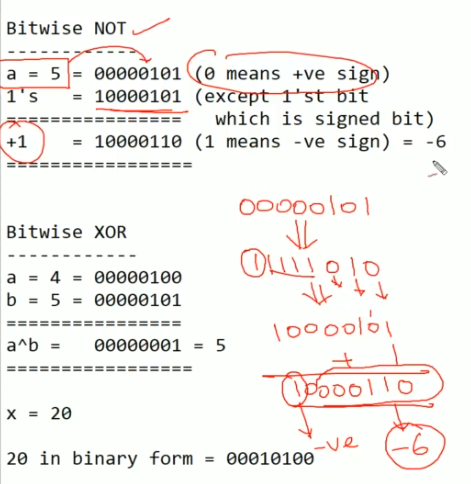 Bitwise NOT
-------------
a = 5 = 00000101 (0 means +ve sign)
1's = 10000101 (except 1'st bit
================ which is signed bit)
+1 = 10000110 (1 means -ve sign) = -6
=================
00000101
11111010
10000101
+ 1
10000110
-ve -6
Bitwise XOR
------------
a = 4 = 00000100
b = 5 = 00000101
================
a^b = 00000001 = 5
=================
x = 20
20 in binary form = 00010100